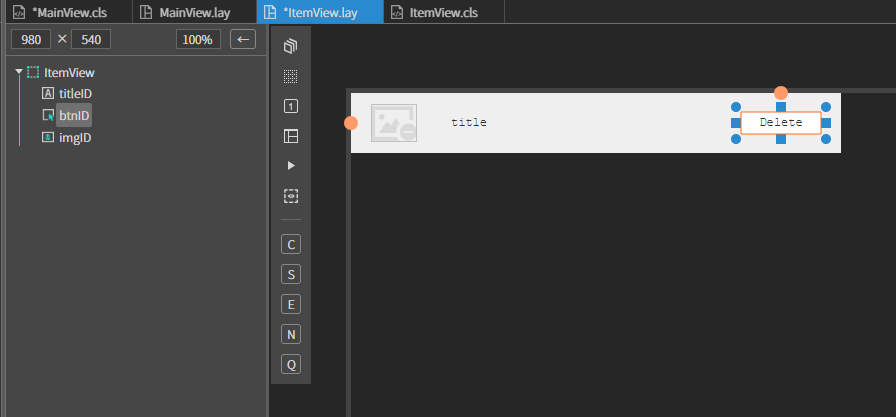 *MainView.cls
MainView.lay
*ItemView.lay
ItemView.cls
980 × 540
100% ←
ItemView
A titleID
btnID
imgID
1
C
S
E
N
Q
title
Delete